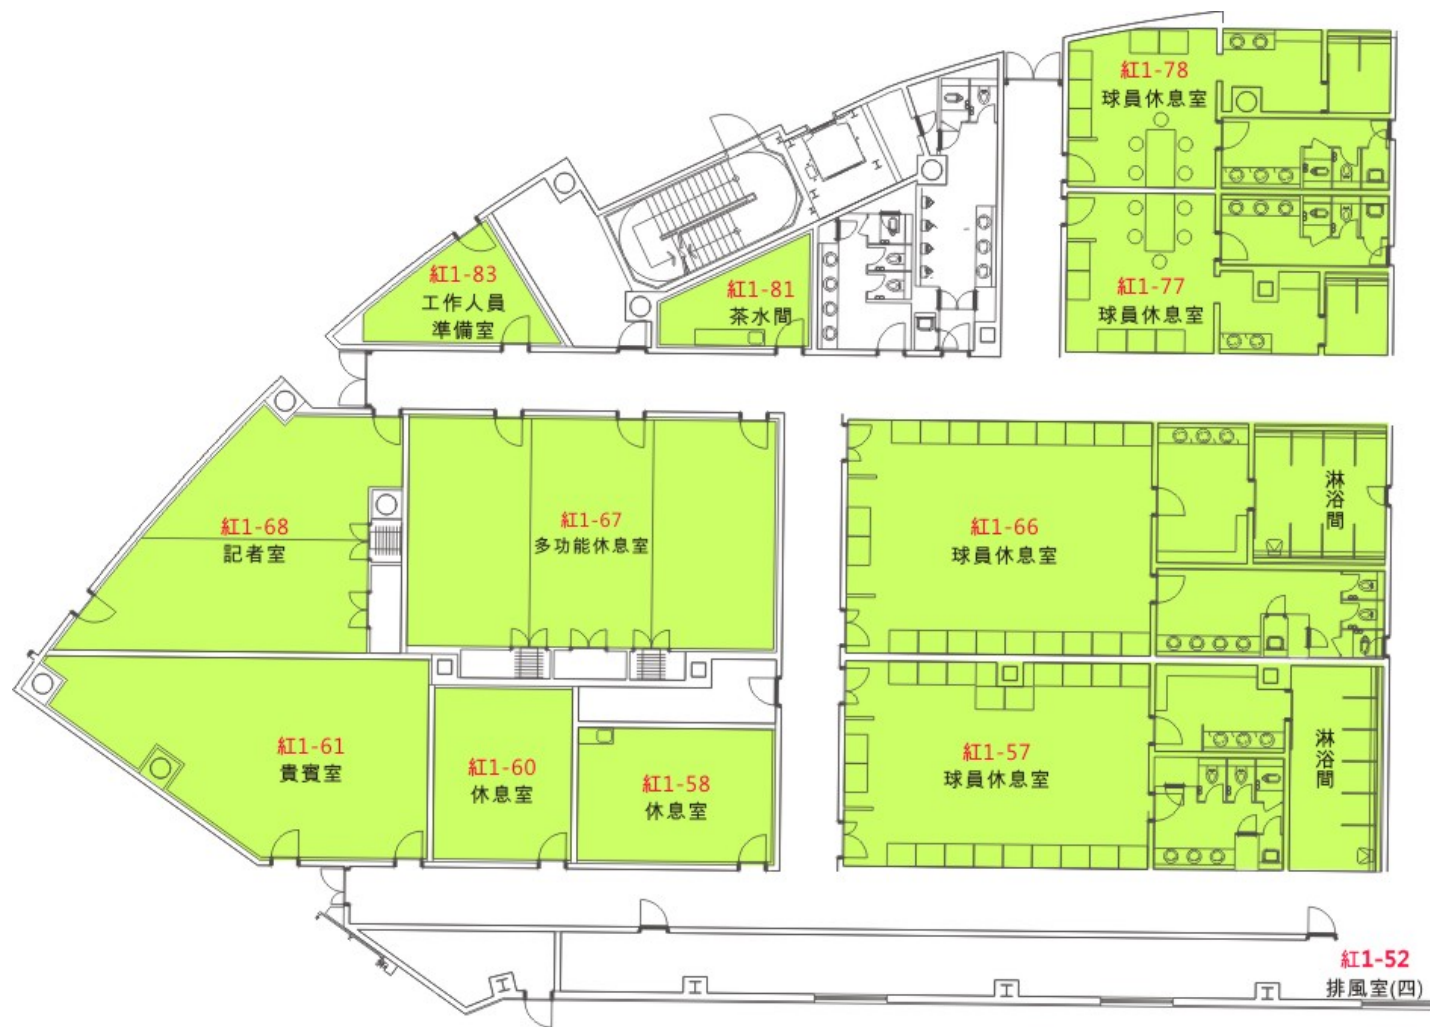 紅1-78
球員休息室
紅1-83
工作人員
準備室
紅1-81
茶水間
紅1-77
球員休息室
紅1-68
記者室
紅1-67
多功能休息室
紅1-66
球員休息室
淋浴間
紅1-61
貴賓室
紅1-60
休息室
紅1-58
休息室
紅1-57
球員休息室
淋浴間
紅1-52
排風室(四)